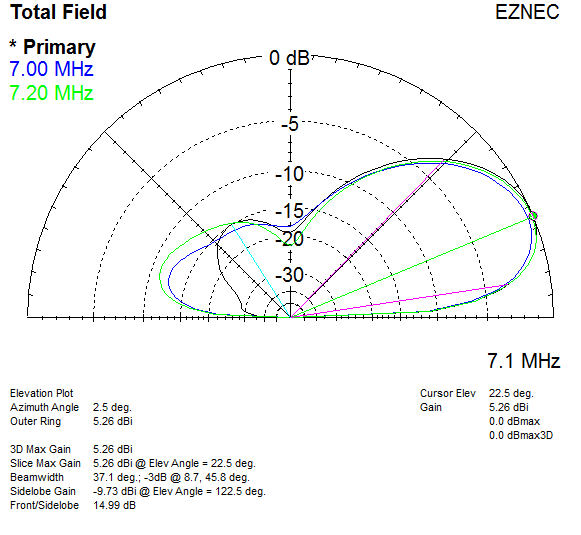 Total Field
EZNEC
* Primary
7.00 MHz
7.20 MHz
0 dB
-5
-10
-15
-20
-30
7.1 MHz
Elevation Plot
Azimuth Angle 2.5 deg.
Outer Ring 5.26 dBi
Cursor Elev 22.5 deg.
Gain 5.26 dBi
0.0 dBmax
0.0 dBmax3D
3D Max Gain 5.26 dBi
Slice Max Gain 5.26 dBi @ Elev Angle = 22.5 deg.
Beamwidth 37.1 deg.; -3dB @ 8.7, 45.8 deg.
Sidelobe Gain -9.73 dBi @ Elev Angle = 122.5 deg.
Front/Sidelobe 14.99 dB